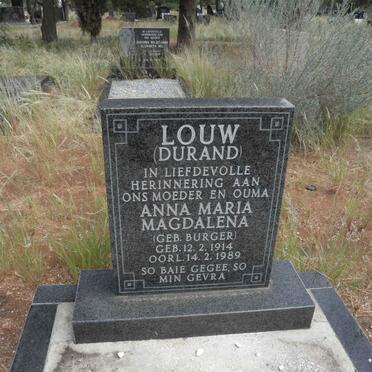 LOUW
(DURAND)
IN LIEFDEVOLLE
HERINNERING AAN
ONS MOEDER EN OUMA
ANNA MARIA
MAGDALENA
(GEB. BURGER)
GEB. 12. 2. 1914
OORL. 14. 2. 1989
SO BAIE GEGEE, SO
MIN GEVRA